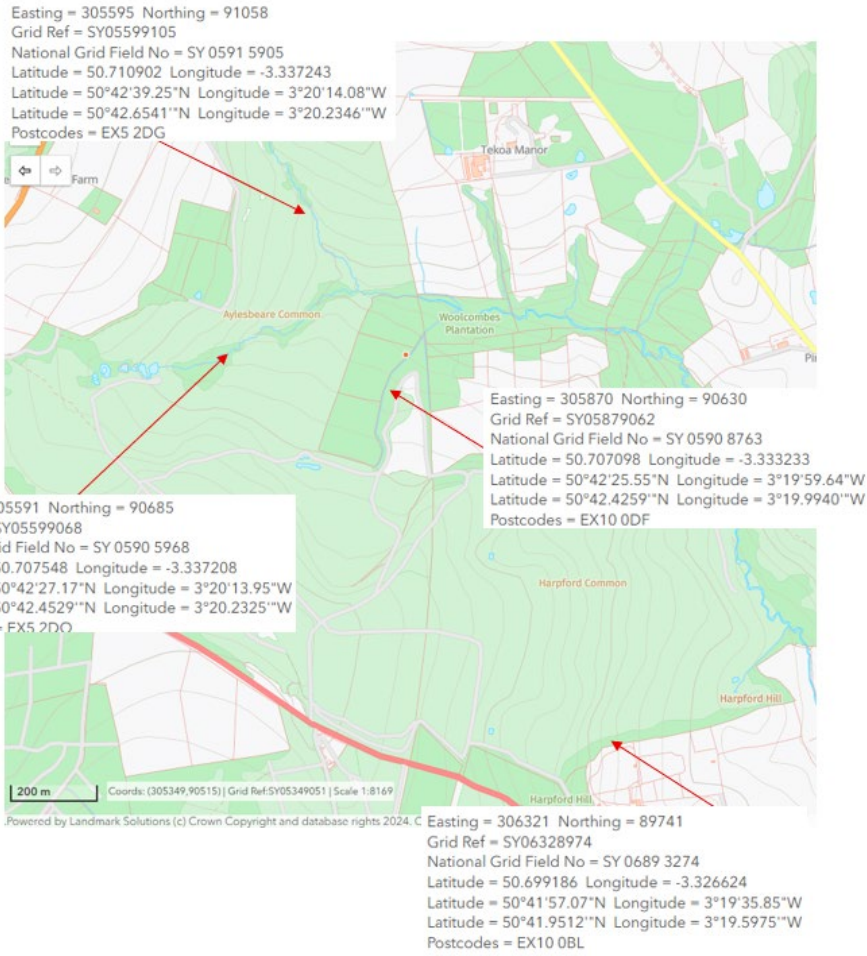 Easting = 305595 Northing = 91058
Grid Ref = SY05599105
National Grid Field No = SY 0591 5905
Latitude = 50.710902 Longitude = -3.337243
Latitude = 50°42'39.25"N Longitude = 3°20'14.08"W
Latitude = 50°42.6541'"N Longitude = 3°20.2346'"W
Postcodes = EX5 2DG
Tekoa Manor
Farm
Aylesbeare Common
Woolcombes
Plantation
Easting = 305870 Northing = 90630
Grid Ref = SY05879062
National Grid Field No = SY 0590 8763
Latitude = 50.707098 Longitude = -3.333233
Latitude = 50°42'25.55"N Longitude = 3°19'59.64"W
Latitude = 50°42.4259'"N Longitude = 3°19.9940'"W
Postcodes = EX10 0DF
05591 Northing = 90685
SY05599068
id Field No = SY 0590 5968
50.707548 Longitude = -3.337208
50°42'27.17"N Longitude = 3°20'13.95"W
50°42.4529'"N Longitude = 3°20.2325'"W
Harpford Common
Harpford Hill
200 m
Coords: (305349,90515) | Grid Ref:SY05349051 | Scale 1:8169
Harpford Hill
Powered by Landmark Solutions (c) Crown Copyright and database rights 2024.
Easting = 306321 Northing = 89741
Grid Ref = SY06328974
National Grid Field No = SY 0689 3274
Latitude = 50.699186 Longitude = -3.326624
Latitude = 50°41'57.07"N Longitude = 3°19'35.85"W
Latitude = 50°41.9512'"N Longitude = 3°19.5975'"W
Postcodes = EX10 0BL